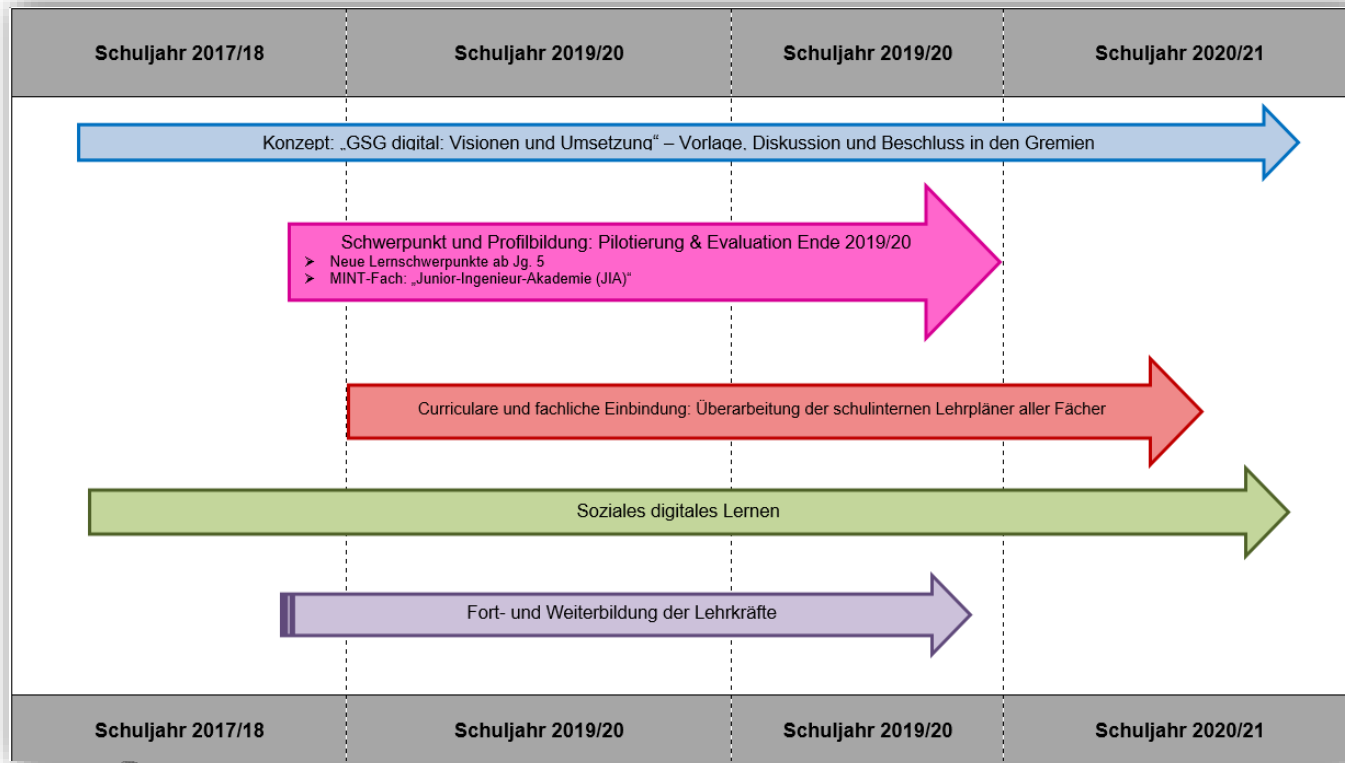 Schuljahr 2017/18
Schuljahr 2019/20
Schuljahr 2019/20
Schuljahr 2020/21
Konzept: „GSG digital: Visionen und Umsetzung“ – Vorlage, Diskussion und Beschluss in den Gremien
Schwerpunkt und Profilbildung: Pilotierung & Evaluation Ende 2019/20
➢ Neue Lernschwerpunkte ab Jg. 5
➢ MINT-Fach: „Junior-Ingenieur-Akademie (JIA)“
Curriculare und fachliche Einbindung: Überarbeitung der schulinternen Lehrpläner aller Fächer
Soziales digitales Lernen
Fort- und Weiterbildung der Lehrkräfte
Schuljahr 2017/18
Schuljahr 2019/20
Schuljahr 2019/20
Schuljahr 2020/21